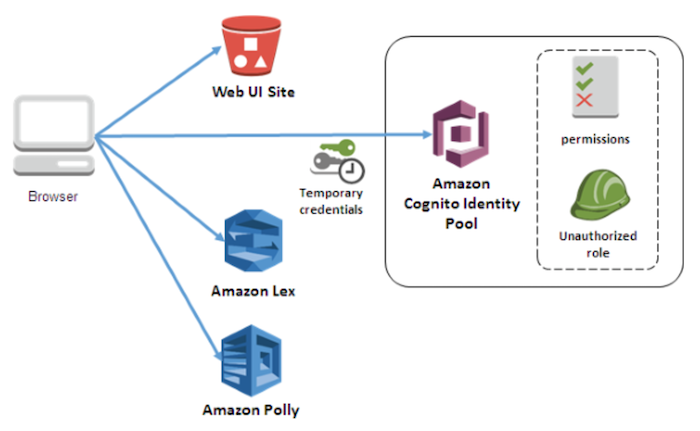 Web UI Site
Browser
Temporary
credentials
Amazon
Cognito Identity
Pool
permissions
Unauthorized
role
Amazon Lex
Amazon Polly